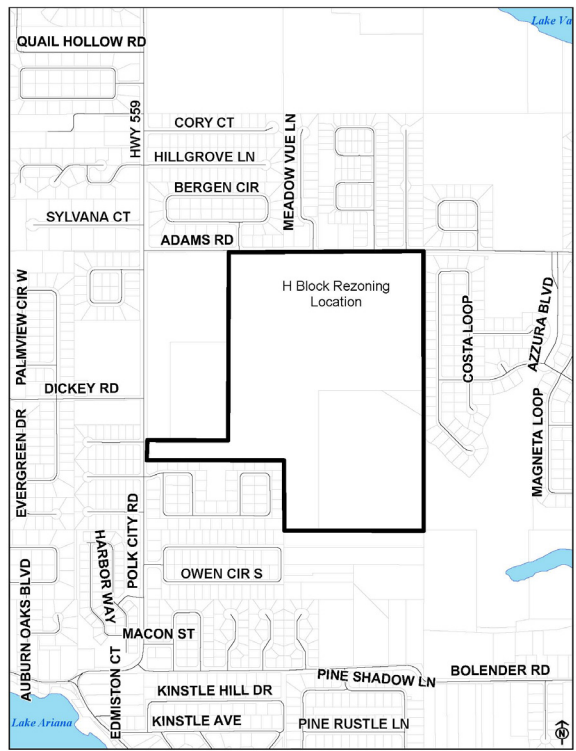 Lake Va
QUAIL HOLLOW RD
HWY 559
CORY CT
MEADOW VUE LN
HILLGROVE LN
BERGEN CIR
SYLVANA CT
ADAMS RD
H Block Rezoning
Location
PALMVIEW CIR W
COSTA LOOP
AZZURA BLVD
DICKEY RD
EVERGREEN DR
MAGNETA LOOP
POLK CITY RD
HARBOR WAY
AUBURN OAKS BLVD
OWEN CIR S
MACON ST
EDMISTON CT
PINE SHADOW LN
BOLENDER RD
KINSTLE HILL DR
Lake Ariana
KINSTLE AVE
PINE RUSTLE LN
N